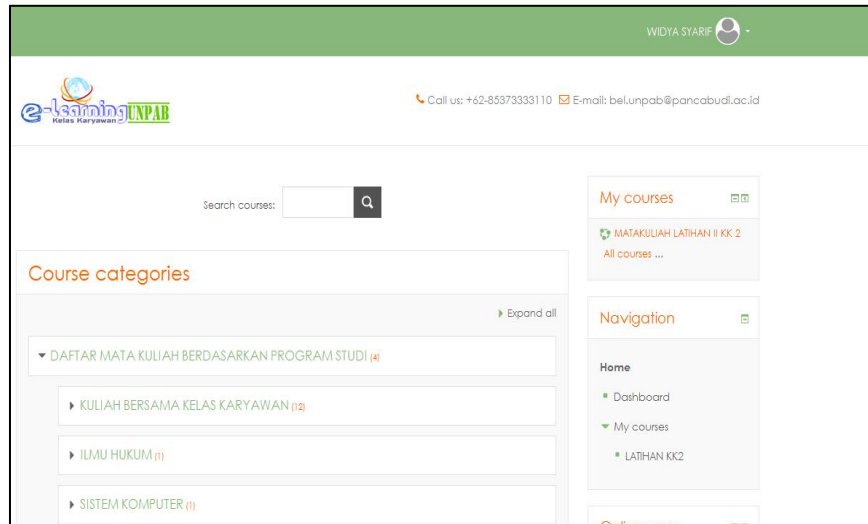 WIDYA SYARIF
e-Learning UNPAB
Kelas Karyawan
Call us: +62-85373333110 E-mail: bel.unpab@pancabudi.ac.id
Search courses:
My courses
MATAKULIAH LATIHAN II KK 2
All courses ...
Course categories
Expand all
DAFTAR MATA KULIAH BERDASARKAN PROGRAM STUDI (4)
KULIAH BERSAMA KELAS KARYAWAN (12)
ILMU HUKUM (1)
SISTEM KOMPUTER (1)
Navigation
Home
Dashboard
My courses
LATIHAN KK2